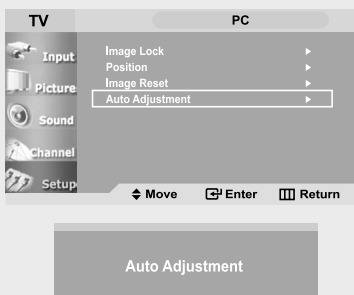 TV PC
Input
Picture
Sound
Channel
Setup
Image Lock
Position
Image Reset
Auto Adjustment
Move Enter Return
Auto Adjustment